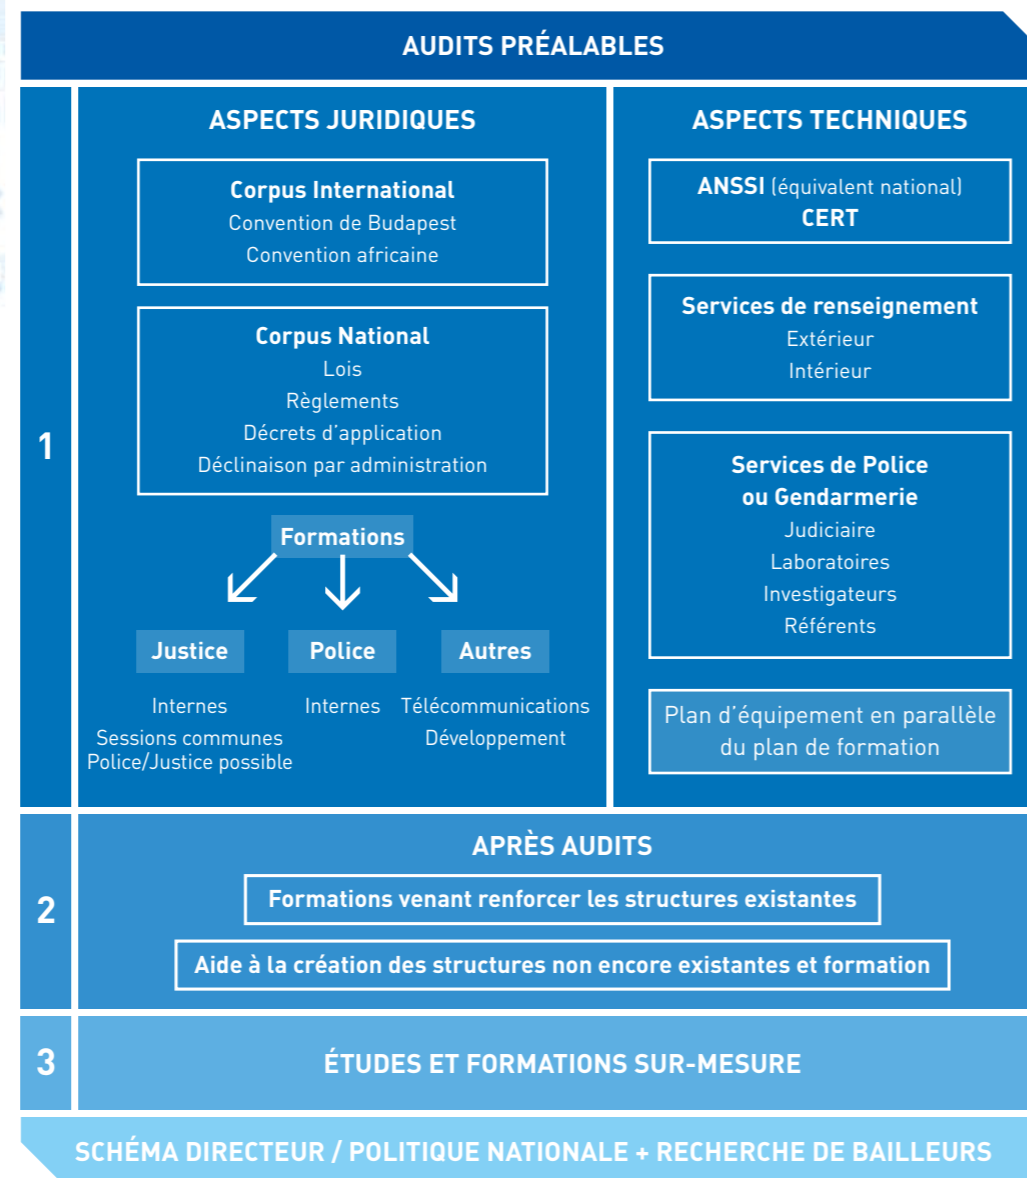 AUDITS PRÉALABLES
1
ASPECTS JURIDIQUES
Corpus International
Convention de Budapest
Convention africaine
Corpus National
Lois
Règlements
Décrets d'application
Déclinaison par administration
Formations
Justice
Police
Autres
Internes
Sessions communes
Police/Justice possible
Internes
Télécommunications
Développement
ASPECTS TECHNIQUES
ANSSI (équivalent national)
CERT
Services de renseignement
Extérieur
Intérieur
Services de Police
ou Gendarmerie
Judiciaire
Laboratoires
Investigateurs
Référents
Plan d'équipement en parallèle
du plan de formation
2
APRÈS AUDITS
Formations venant renforcer les structures existantes
Aide à la création des structures non encore existantes et formation
3
ÉTUDES ET FORMATIONS SUR-MESURE
SCHÉMA DIRECTEUR / POLITIQUE NATIONALE + RECHERCHE DE BAILLEURS